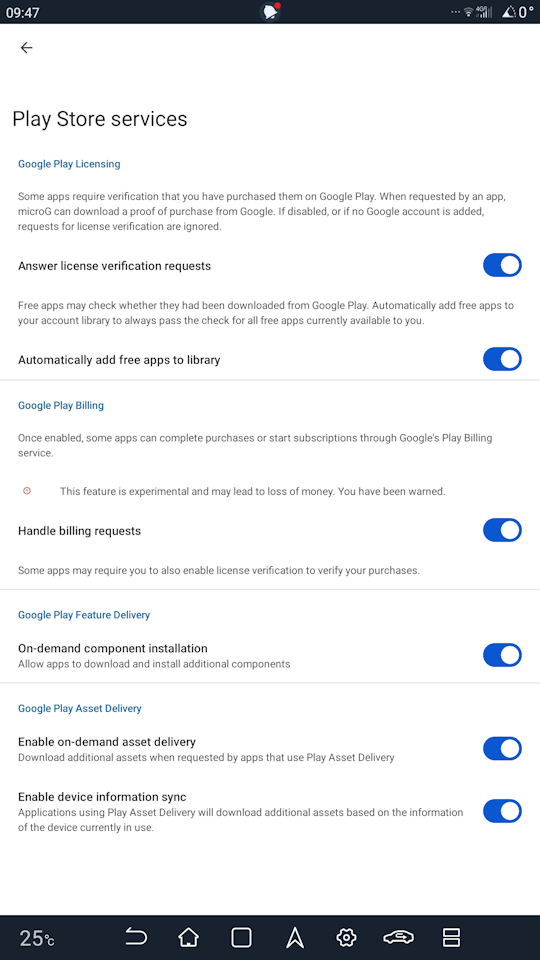 09:47
4G
0°
Play Store services
Google Play Licensing
Some apps require verification that you have purchased them on Google Play. When requested by an app,
microG can download a proof of purchase from Google. If disabled, or if no Google account is added,
requests for license verification are ignored.
Answer license verification requests
Free apps may check whether they had been downloaded from Google Play. Automatically add free apps to
your account library to always pass the check for all free apps currently available to you.
Automatically add free apps to library
Google Play Billing
Once enabled, some apps can complete purchases or start subscriptions through Google's Play Billing
service.
This feature is experimental and may lead to loss of money. You have been warned.
Handle billing requests
Some apps may require you to also enable license verification to verify your purchases.
Google Play Feature Delivery
On-demand component installation
Allow apps to download and install additional components
Google Play Asset Delivery
Enable on-demand asset delivery
Download additional assets when requested by apps that use Play Asset Delivery
Enable device information sync
Applications using Play Asset Delivery will download additional assets based on the information
of the device currently in use.
25°C